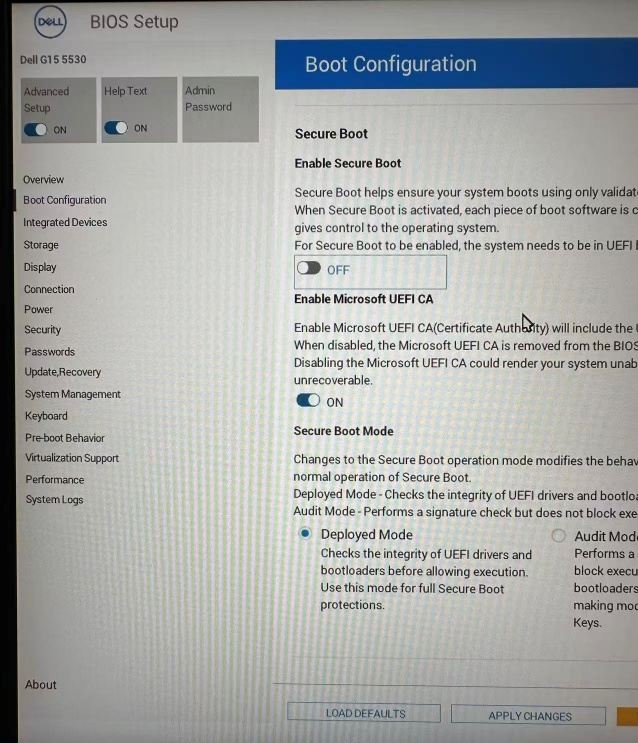 DELL
BIOS Setup
Dell G15 5530
Advanced
Setup
ON
Help Text
ON
Admin
Password
Overview
Boot Configuration
Integrated Devices
Storage
Display
Connection
Power
Security
Passwords
Update,Recovery
System Management
Keyboard
Pre-boot Behavior
Virtualization Support
Performance
System Logs
About
Boot Configuration
Secure Boot
Enable Secure Boot
Secure Boot helps ensure your system boots using only validat
When Secure Boot is activated, each piece of boot software is c
gives control to the operating system.
For Secure Boot to be enabled, the system needs to be in UEFI
OFF
Enable Microsoft UEFI CA
Enable Microsoft UEFI CA(Certificate Authority) will include the
When disabled, the Microsoft UEFI CA is removed from the BIOS
Disabling the Microsoft UEFI CA could render your system unab
unrecoverable.
ON
Secure Boot Mode
Changes to the Secure Boot operation mode modifies the behav
normal operation of Secure Boot.
Deployed Mode - Checks the integrity of UEFI drivers and bootloa
Audit Mode - Performs a signature check but does not block exe
Deployed Mode
Checks the integrity of UEFI drivers and
bootloaders before allowing execution.
Use this mode for full Secure Boot
protections.
Audit Mod
Performs a
block execu
bootloaders
making mod
Keys.
LOAD DEFAULTS
APPLY CHANGES